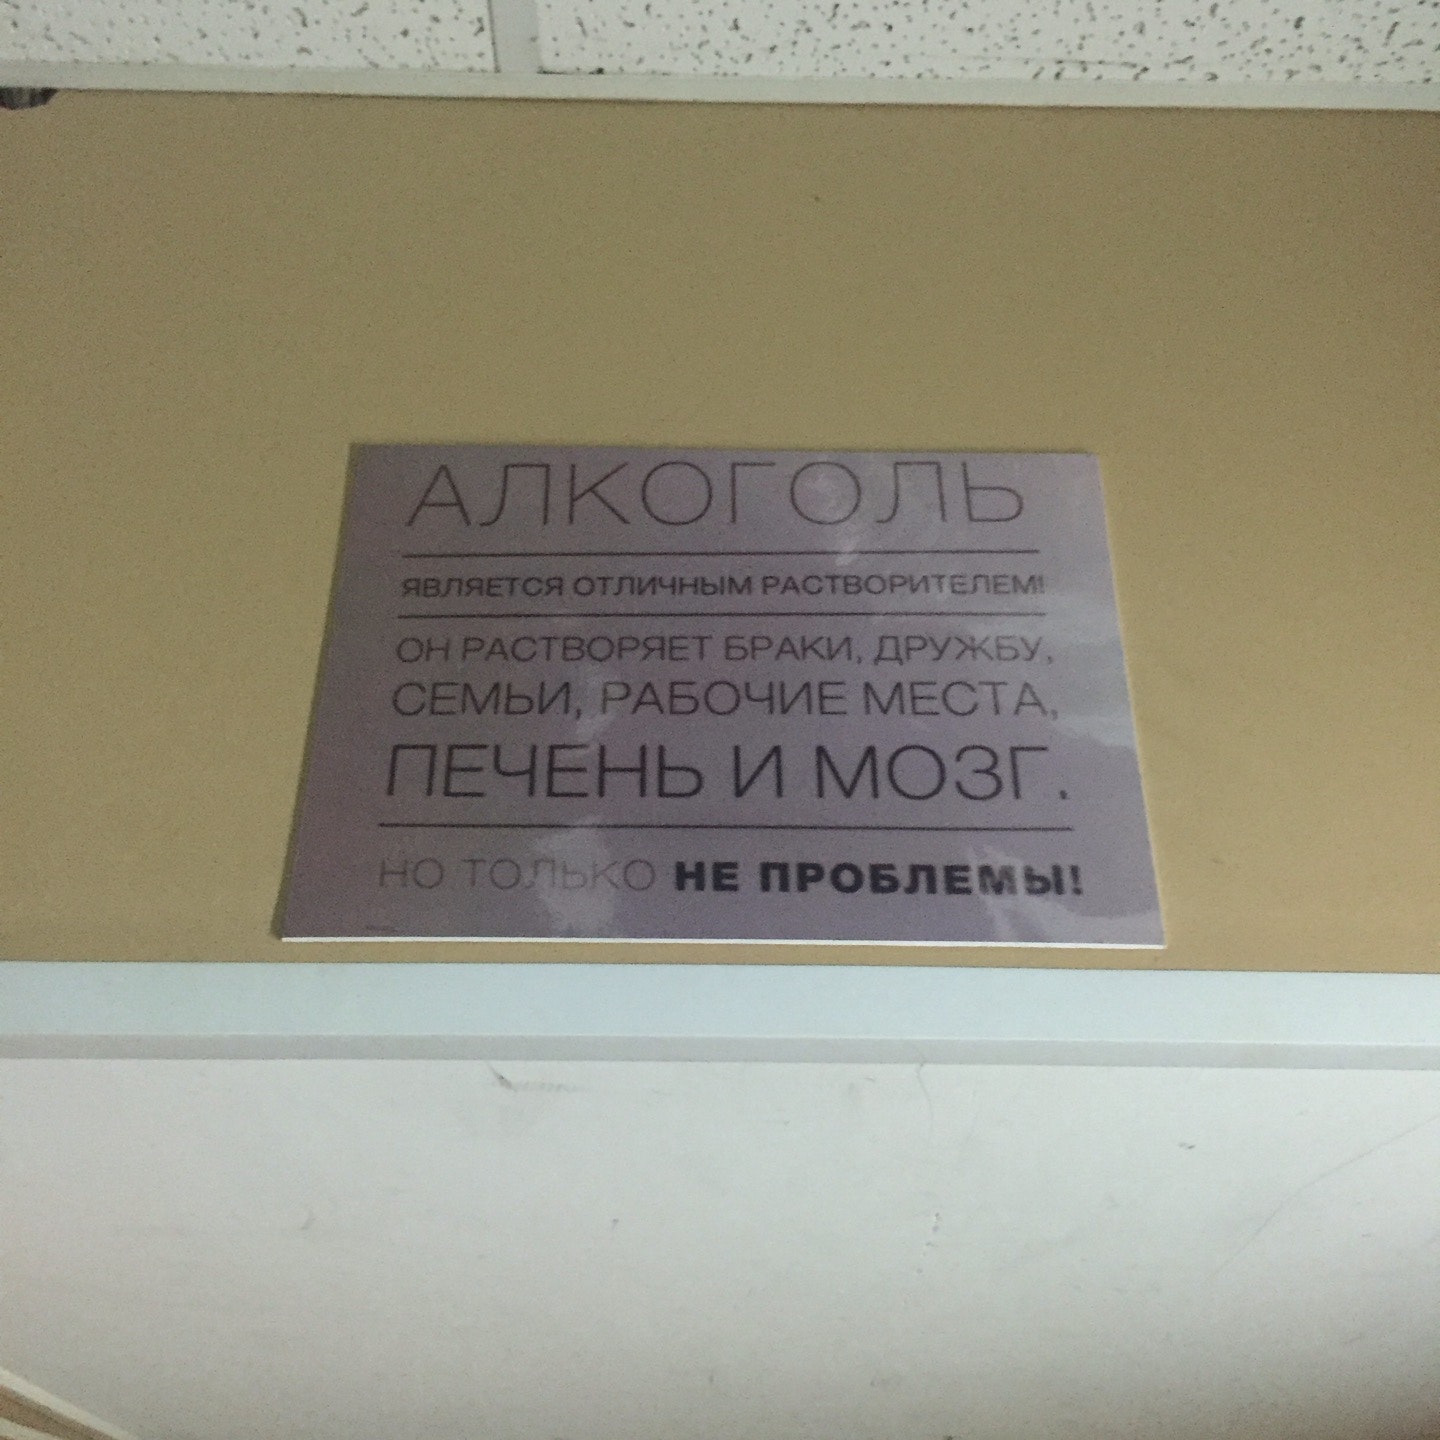 АЛКОГОЛЬ
ЯВЛЯЕТСЯ ОТЛИЧНЫМ РАСТВОРИТЕЛЕМ!
ОН РАСТВОРЯЕТ БРАКИ, ДРУЖБУ,
СЕМЬИ, РАБОЧИЕ МЕСТА,
ПЕЧЕНЬ И МОЗГ.
НО ТОЛЬКО НЕ ПРОБЛЕМЫ!